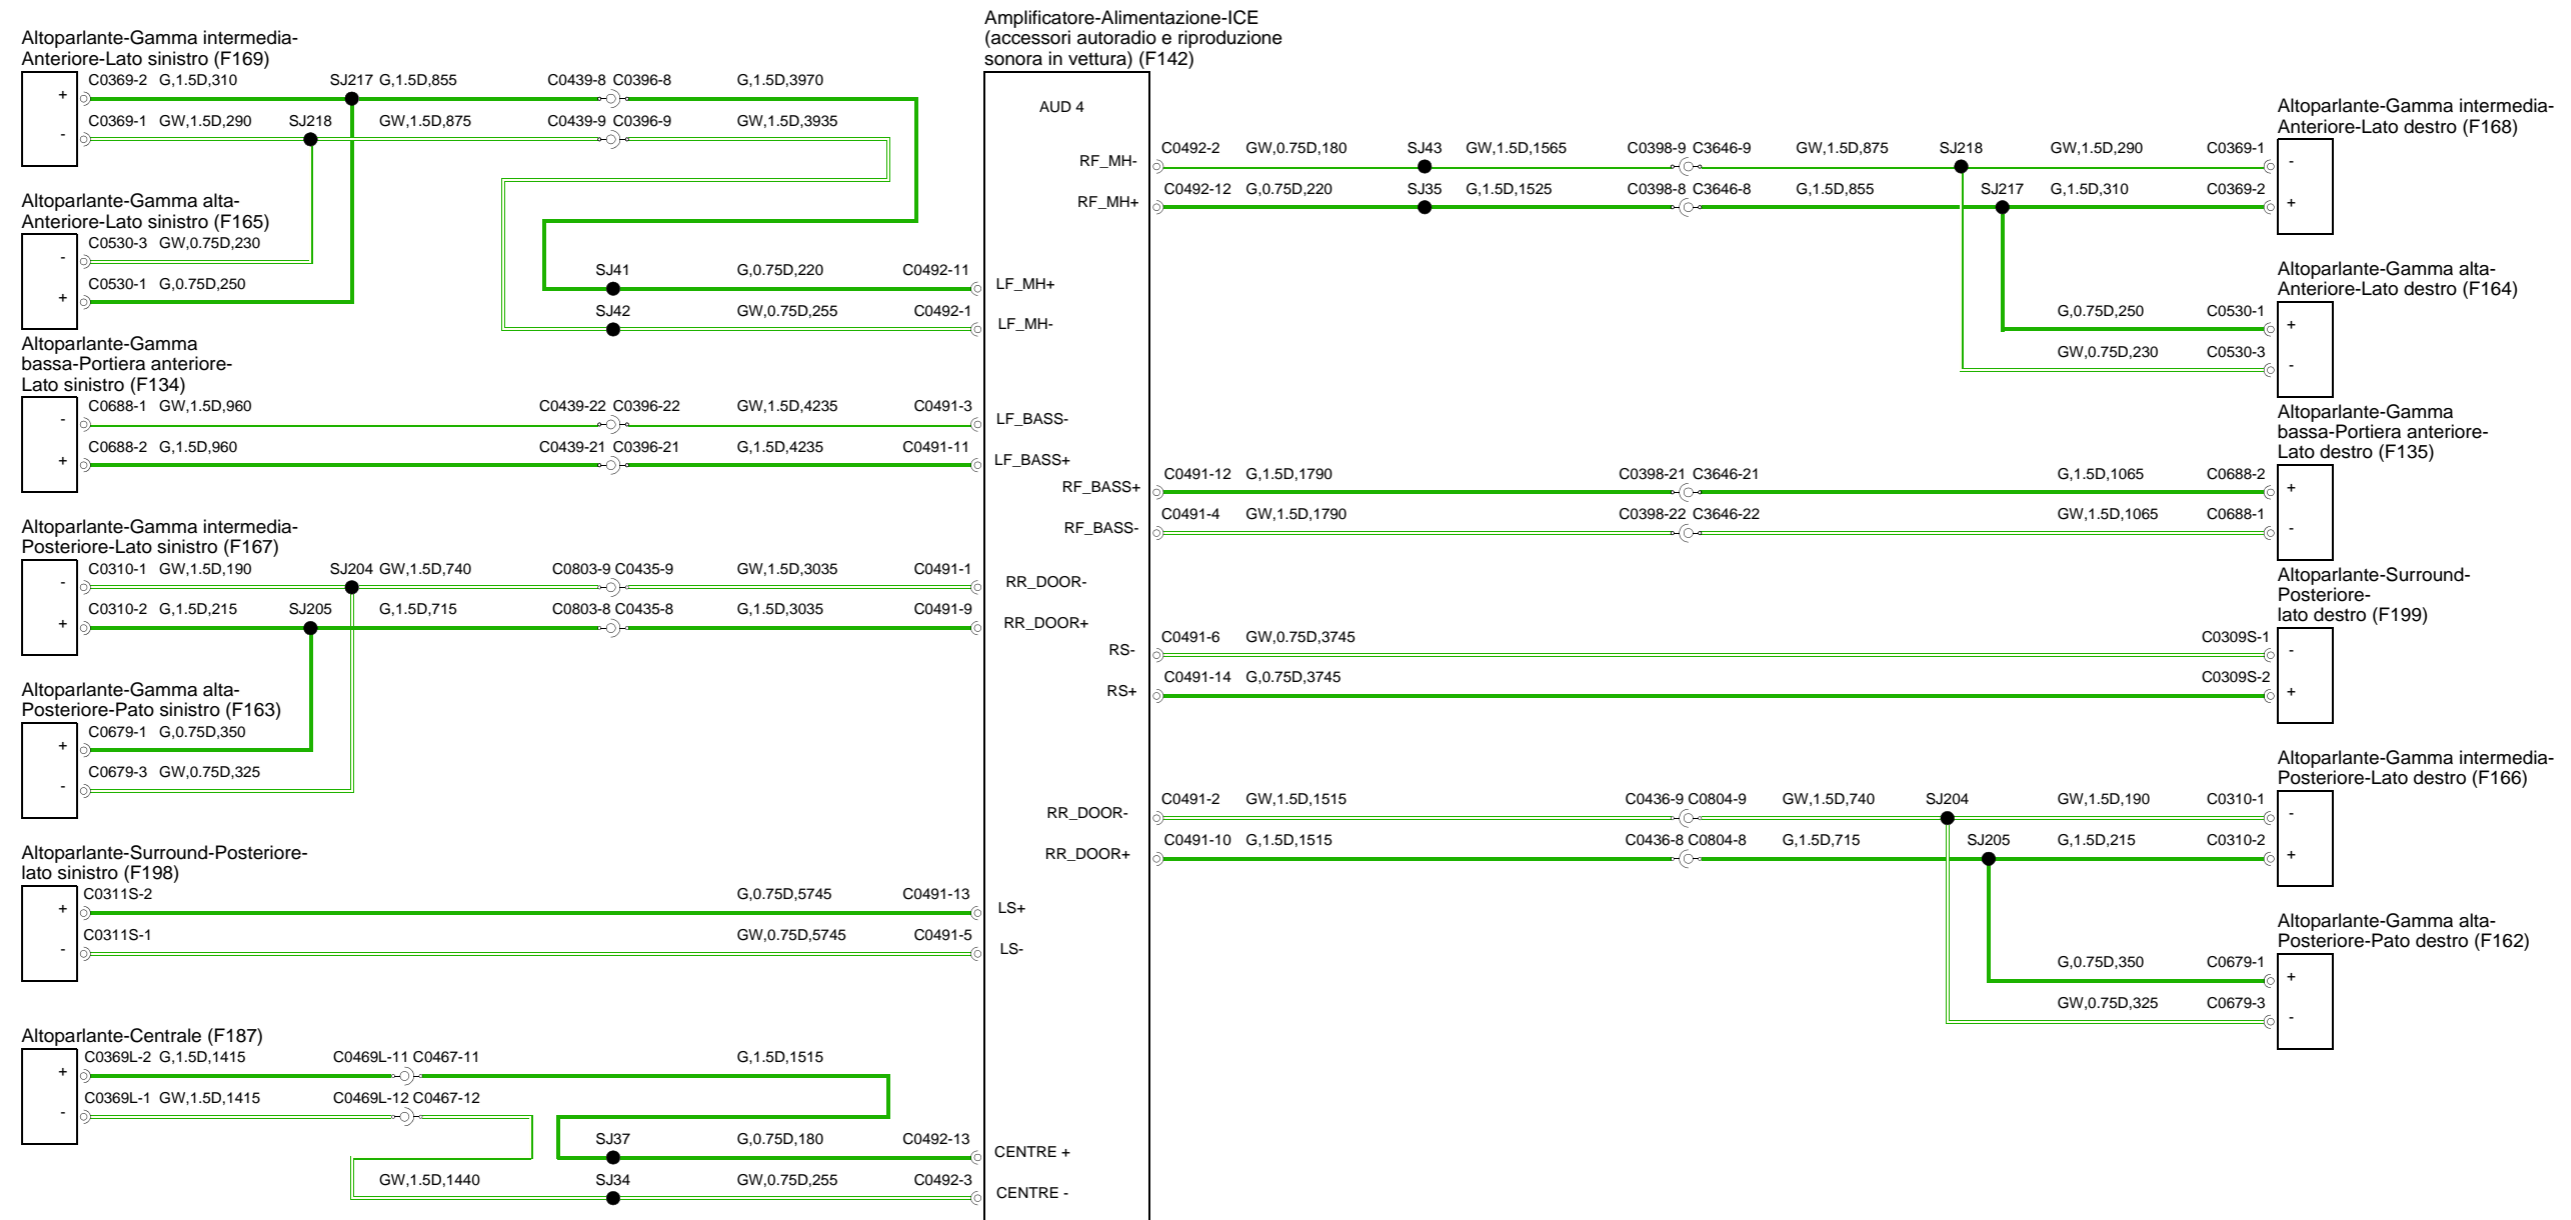 Amplificatore-Alimentazione-ICE
(accessori autoradio e riproduzione
sonora in vettura) (F142)
AUD 4
Altoparlante-Gamma intermedia-
Anteriore-Lato sinistro (F169)
C0369-2 G,1.5D,310 SJ217 G,1.5D,855 C0439-8 C0396-8 G,1.5D,3970
+
C0369-1 GW,1.5D,290 SJ218 GW,1.5D,875 C0439-9 C0396-9 GW,1.5D,3935
-
Altoparlante-Gamma alta-
Anteriore-Lato sinistro (F165)
C0530-3 GW,0.75D,230
-
C0530-1 G,0.75D,250
+
SJ41 G,0.75D,220 C0492-11
LF_MH+
SJ42 GW,0.75D,255 C0492-1
LF_MH-
Altoparlante-Gamma
bassa-Portiera anteriore-
Lato sinistro (F134)
C0688-1 GW,1.5D,960 C0439-22 C0396-22 GW,1.5D,4235 C0491-3
- LF_BASS-
C0688-2 G,1.5D,960 C0439-21 C0396-21 G,1.5D,4235 C0491-11
+ LF_BASS+
Altoparlante-Gamma intermedia-
Posteriore-Lato sinistro (F167)
C0310-1 GW,1.5D,190 SJ204 GW,1.5D,740 C0803-9 C0435-9 GW,1.5D,3035 C0491-1
- RR_DOOR-
C0310-2 G,1.5D,215 SJ205 G,1.5D,715 C0803-8 C0435-8 G,1.5D,3035 C0491-9
+ RR_DOOR+
Altoparlante-Gamma alta-
Posteriore-Pato sinistro (F163)
C0679-1 G,0.75D,350
+
C0679-3 GW,0.75D,325
-
Altoparlante-Surround-Posteriore-
lato sinistro (F198)
C0311S-2 G,0.75D,5745 C0491-13
+ LS+
C0311S-1 GW,0.75D,5745 C0491-5
- LS-
Altoparlante-Centrale (F187)
C0369L-2 G,1.5D,1415 C0469L-11 C0467-11 G,1.5D,1515
+
C0369L-1 GW,1.5D,1415 C0469L-12 C0467-12
-
SJ37 G,0.75D,180 C0492-13
CENTRE +
GW,1.5D,1440 SJ34 GW,0.75D,255 C0492-3
CENTRE -
Altoparlante-Gamma intermedia-
Anteriore-Lato destro (F168)
C0492-2 GW,0.75D,180 SJ43 GW,1.5D,1565 C0398-9 C3646-9 GW,1.5D,875 SJ218 GW,1.5D,290 C0369-1
RF_MH- -
C0492-12 G,0.75D,220 SJ35 G,1.5D,1525 C0398-8 C3646-8 G,1.5D,855 SJ217 G,1.5D,310 C0369-2
RF_MH+ +
Altoparlante-Gamma alta-
Anteriore-Lato destro (F164)
G,0.75D,250 C0530-1
+
GW,0.75D,230 C0530-3
-
Altoparlante-Gamma
bassa-Portiera anteriore-
Lato destro (F135)
C0491-12 G,1.5D,1790 C0398-21 C3646-21 G,1.5D,1065 C0688-2
RF_BASS+ +
C0491-4 GW,1.5D,1790 C0398-22 C3646-22 GW,1.5D,1065 C0688-1
RF_BASS- -
Altoparlante-Surround-
Posteriore-
lato destro (F199)
C0491-6 GW,0.75D,3745 C0309S-1
RS- -
C0491-14 G,0.75D,3745 C0309S-2
RS+ +
Altoparlante-Gamma intermedia-
Posteriore-Lato destro (F166)
C0491-2 GW,1.5D,1515 C0436-9 C0804-9 GW,1.5D,740 SJ204 GW,1.5D,190 C0310-1
RR_DOOR- -
C0491-10 G,1.5D,1515 C0436-8 C0804-8 G,1.5D,715 SJ205 G,1.5D,215 C0310-2
RR_DOOR+ +
Altoparlante-Gamma alta-
Posteriore-Pato destro (F162)
G,0.75D,350 C0679-1
+
GW,0.75D,325 C0679-3
-